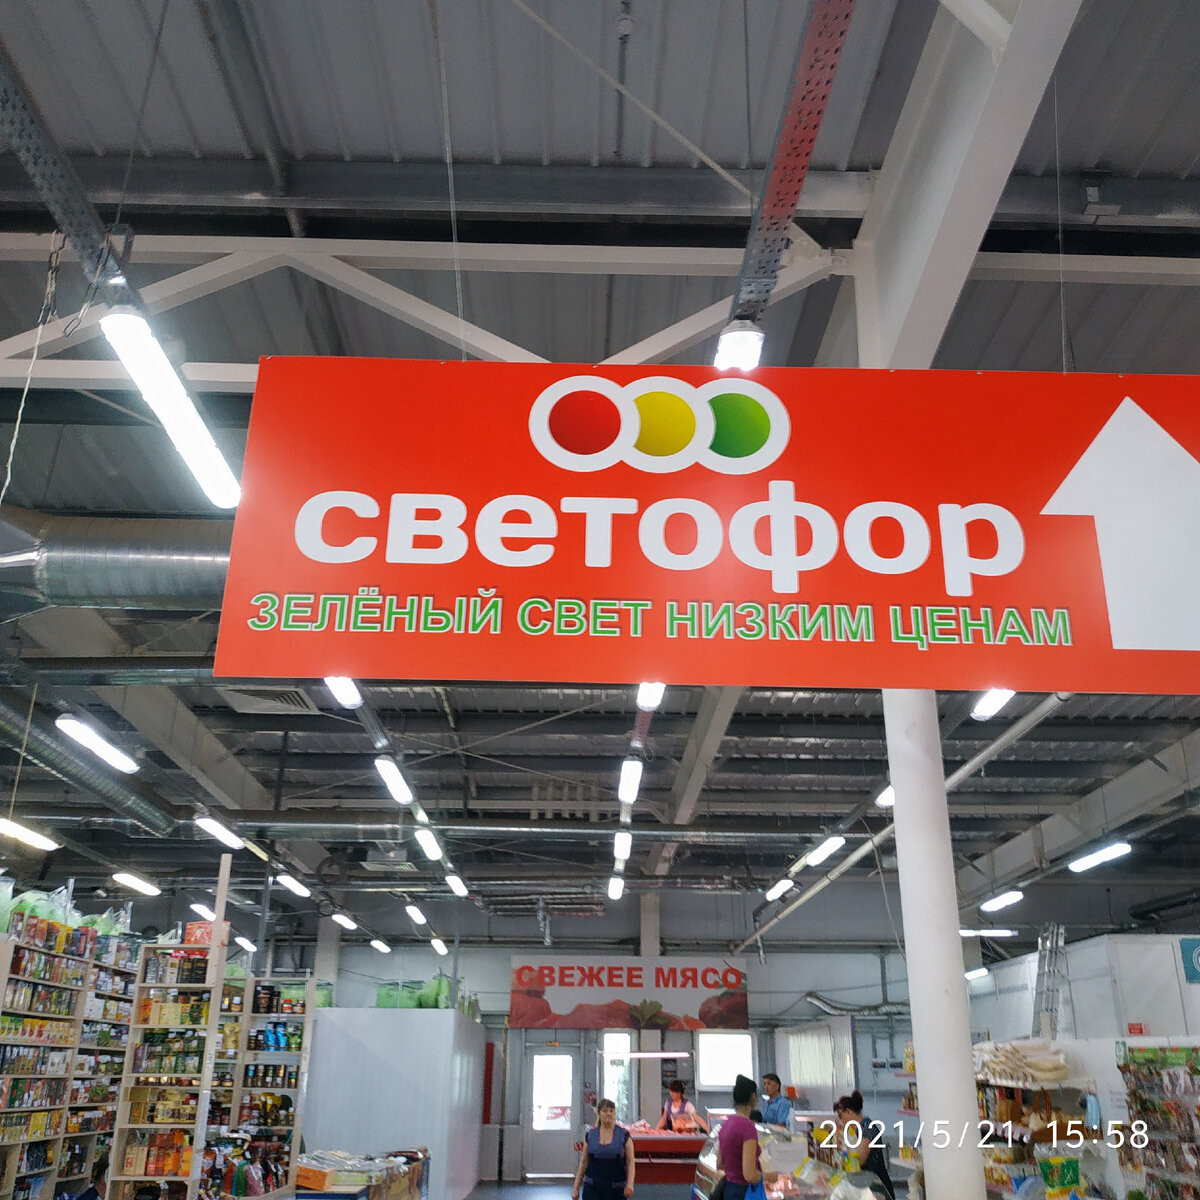 светофор
ЗЕЛЁНЫЙ СВЕТ НИЗКИМ ЦЕНАМ
СВЕЖЕЕ МЯСО
2021/5/21 15:58